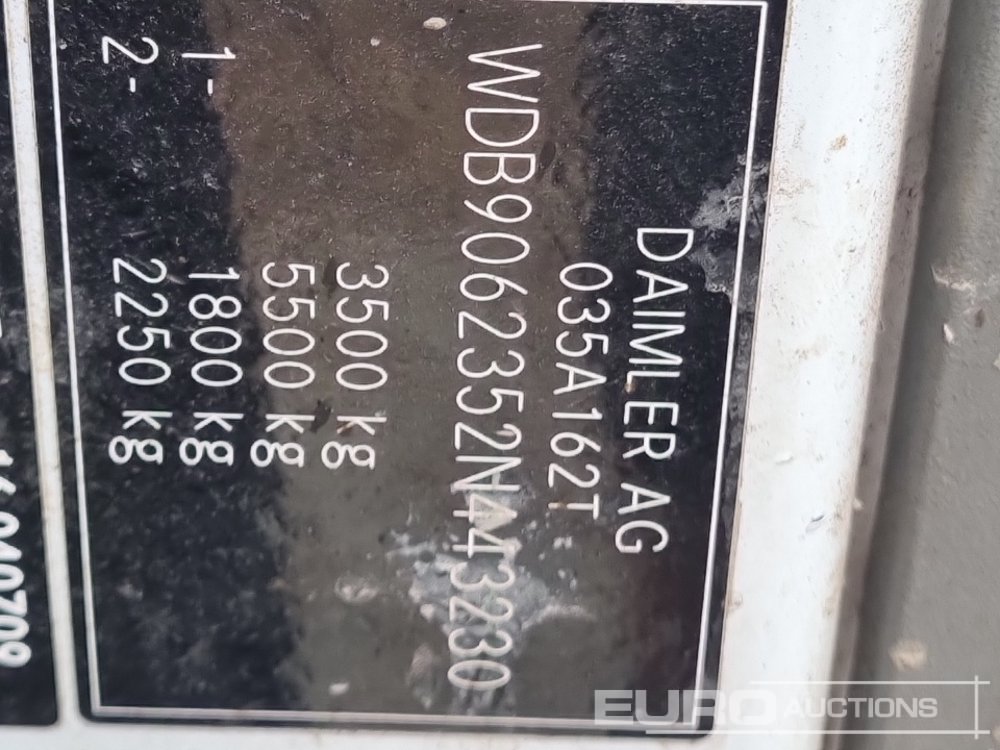 DAIMLER AG
035A162T
WDB9062352N443230
3500 kg
5500 kg
1- 1800 kg
2- 2250 kg
EURO AUCTIONS